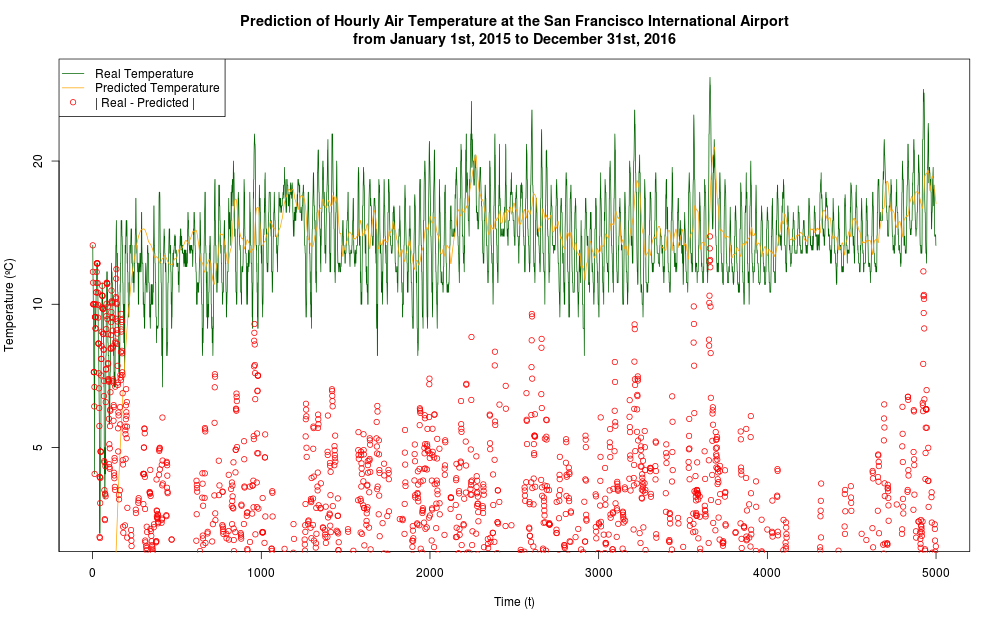 Prediction of Hourly Air Temperature at the San Francisco International Airport
from January 1st, 2015 to December 31st, 2016
Real Temperature
Predicted Temperature
| Real - Predicted |
Temperature (ºC)
20
10
5
0 1000 2000 3000 4000 5000
Time (t)